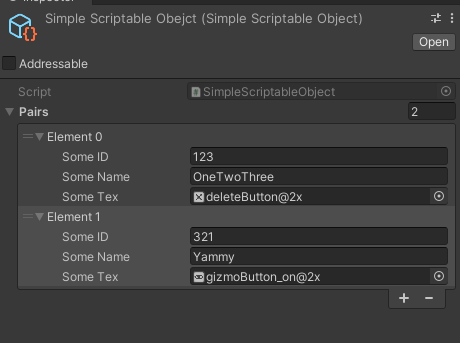 Simple Scriptable Obejct (Simple Scriptable Object)
Open
Addressable
Script SimpleScriptableObject
Pairs 2
Element 0
Some ID 123
Some Name OneTwoThree
Some Tex deleteButton@2x
Element 1
Some ID 321
Some Name Yammy
Some Tex gizmoButton_on@2x
+ −